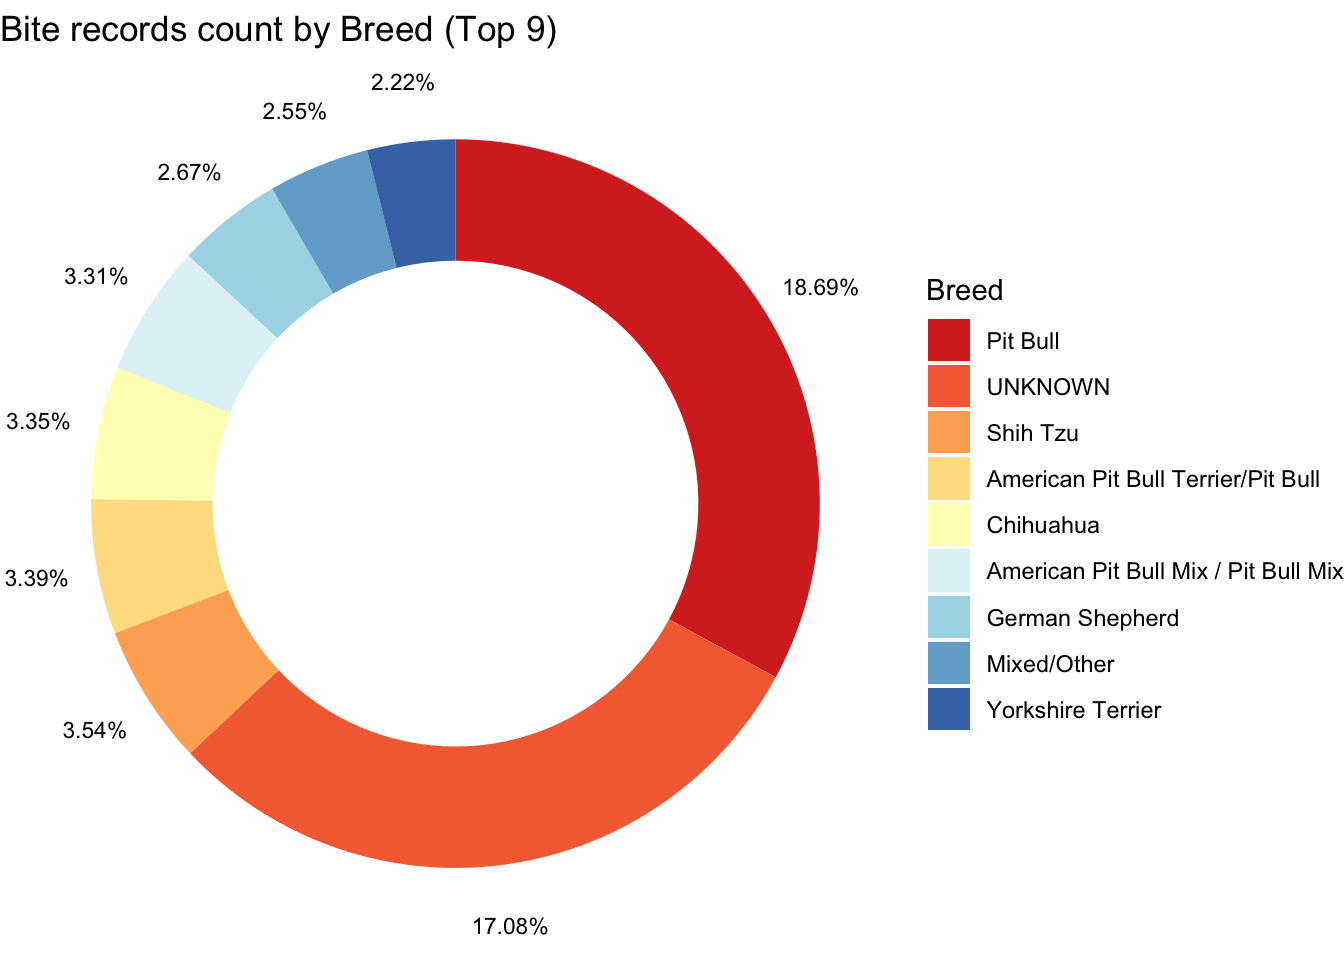 Bite records count by Breed (Top 9)
2.22%
2.55%
2.67%
3.31%
3.35%
3.39%
3.54%
17.08%
18.69%
Breed
Pit Bull
UNKNOWN
Shih Tzu
American Pit Bull Terrier/Pit Bull
Chihuahua
American Pit Bull Mix / Pit Bull Mix
German Shepherd
Mixed/Other
Yorkshire Terrier